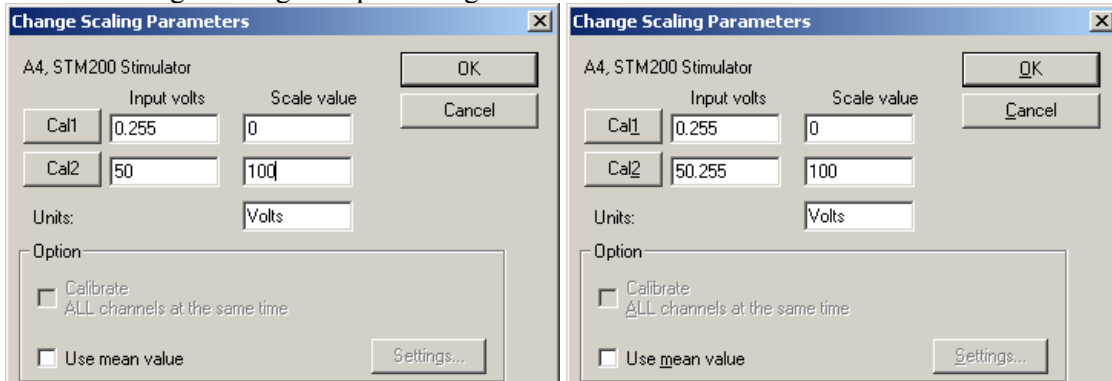 Change Scaling Parameters
A4, STM200 Stimulator
OK
Input volts Scale value
Cancel
Cal1 0.255 0
Cal2 50 100
Units: Volts
Option
Calibrate
ALL channels at the same time
Use mean value Settings...
Change Scaling Parameters
A4, STM200 Stimulator
OK
Input volts Scale value
Cancel
Cal1 0.255 0
Cal2 50.255 100
Units: Volts
Option
Calibrate
ALL channels at the same time
Use mean value Settings...